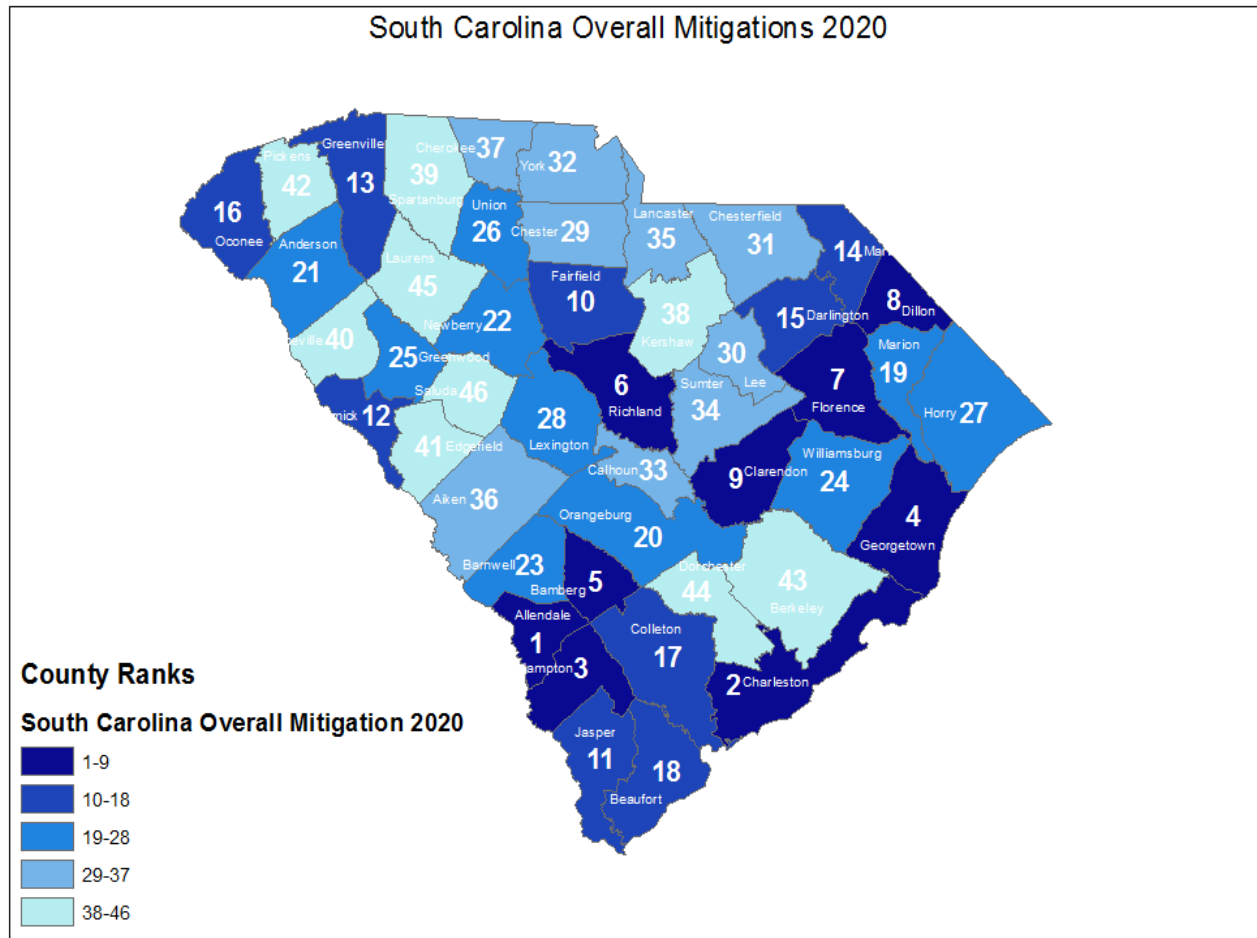 South Carolina Overall Mitigations 2020
Greenville
13
Pickens
42
16
Oconee
Cherokee 37
39
Spartanburg
York 32
Union
26
Chester 29
Lancaster
35
Chesterfield
31
14 Mar
Anderson
21
Laurens
45
Fairfield
10
38
Kershaw
15 Darlington
8
Dillon
Newberry 22
eville 40
25 Greenwood
30
Lee
Marion
19
7
Florence
Saluda 46
6
Richland
Sumter
34
Horry 27
mick 12
28
Lexington
41 Edgefield
Calhoun 33
9 Clarendon
Williamsburg
24
Aiken 36
4
Georgetown
Orangeburg
20
Barnwell 23
Bamberg 5
Dorchester
44
43
Berkeley
Allendale
1
ampton 3
Colleton
17
2 Charleston
Jasper
11
18
Beaufort
County Ranks
South Carolina Overall Mitigation 2020
1-9
10-18
19-28
29-37
38-46